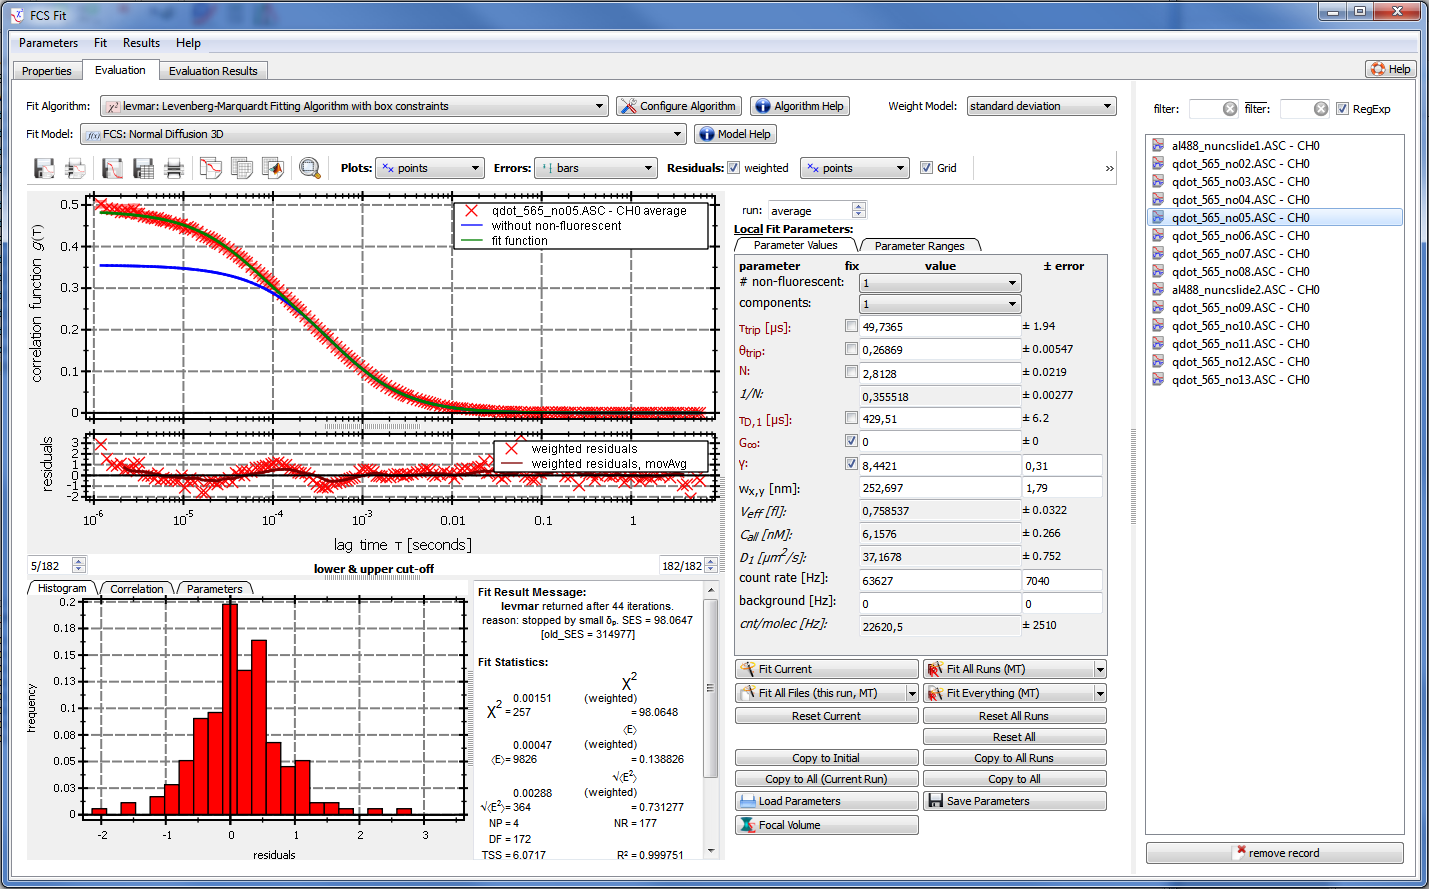 FCS Fit
Parameters Fit Results Help
Properties Evaluation Evaluation Results Help
Fit Algorithm: levmar: Levenberg-Marquardt Fitting Algorithm with box constraints Configure Algorithm Algorithm Help Weight Model: standard deviation
Fit Model: f(x) FCS: Normal Diffusion 3D Model Help
Plots: points Errors: bars Residuals: weighted points Grid »
correlation function g(τ)
0.5
0.4
0.3
0.2
0.1
0
qdot_565_no05.ASC - CH0 average
without non-fluorescent
fit function
residuals
3
2
1
0
-1
-2
weighted residuals
weighted residuals, movAvg
10⁻⁶ 10⁻⁵ 10⁻⁴ 10⁻³ 0.01 0.1 1
lag time τ [seconds]
5/182 lower & upper cut-off 182/182
Histogram Correlation Parameters
frequency
0.2
0.18
0.15
0.13
0.1
0.08
0.05
0.03
0
-2 -1 0 1 2 3
residuals
Fit Result Message:
levmar returned after 44 iterations.
reason: stopped by small δₚ. SES = 98.0647
[old_SES = 314977]
Fit Statistics:
χ²
0.00151 (weighted)
χ² = 257 = 98.0648
⟨E⟩
0.00047 (weighted)
⟨E⟩= 9826 = 0.138826
√⟨E²⟩
0.00288 (weighted)
√⟨E²⟩= 364 = 0.731277
NP = 4 NR = 177
DF = 172
TSS = 6.0717 R² = 0.999751
run: average
Local Fit Parameters:
Parameter Values Parameter Ranges
parameter fix value ± error
# non-fluorescent: 1
components: 1
τtrip [µs]: 49,7365 ± 1.94
θtrip: 0,26869 ± 0.00547
N: 2,8128 ± 0.0219
1/N: 0,355518 ± 0.00277
τD,1 [µs]: 429,51 ± 6.2
G∞: 0 ± 0
γ: 8,4421 0,31
wx,y [nm]: 252,697 1,79
Veff [fl]: 0,758537 ± 0.0322
Call [nM]: 6,1576 ± 0.266
D1 [µm²/s]: 37,1678 ± 0.752
count rate [Hz]: 63627 7040
background [Hz]: 0 0
cnt/molec [Hz]: 22620,5 ± 2510
Fit Current Fit All Runs (MT)
Fit All Files (this run, MT) Fit Everything (MT)
Reset Current Reset All Runs
Reset All
Copy to Initial Copy to All Runs
Copy to All (Current Run) Copy to All
Load Parameters Save Parameters
Focal Volume
filter: filter: RegExp
al488_nuncslide1.ASC - CH0
qdot_565_no02.ASC - CH0
qdot_565_no03.ASC - CH0
qdot_565_no04.ASC - CH0
qdot_565_no05.ASC - CH0
qdot_565_no06.ASC - CH0
qdot_565_no07.ASC - CH0
qdot_565_no08.ASC - CH0
al488_nuncslide2.ASC - CH0
qdot_565_no09.ASC - CH0
qdot_565_no10.ASC - CH0
qdot_565_no11.ASC - CH0
qdot_565_no12.ASC - CH0
qdot_565_no13.ASC - CH0
remove record